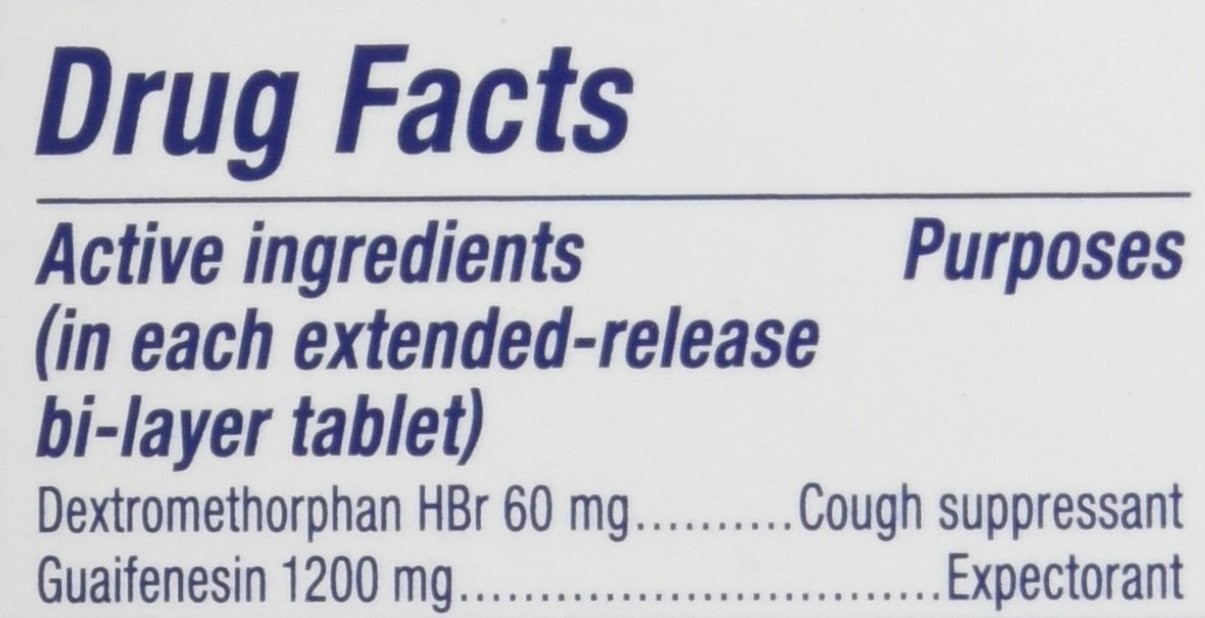 Drug Facts
Active ingredients Purposes
(in each extended-release
bi-layer tablet)
Dextromethorphan HBr 60 mg..........Cough suppressant
Guaifenesin 1200 mg...............................Expectorant